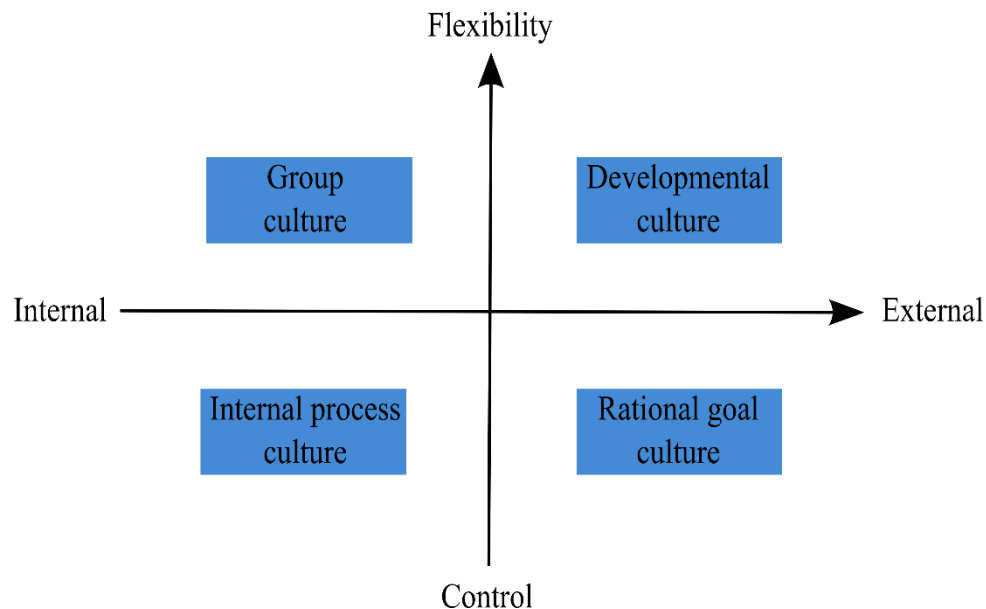 Flexibility
Group
culture
Developmental
culture
Internal
External
Internal process
culture
Rational goal
culture
Control